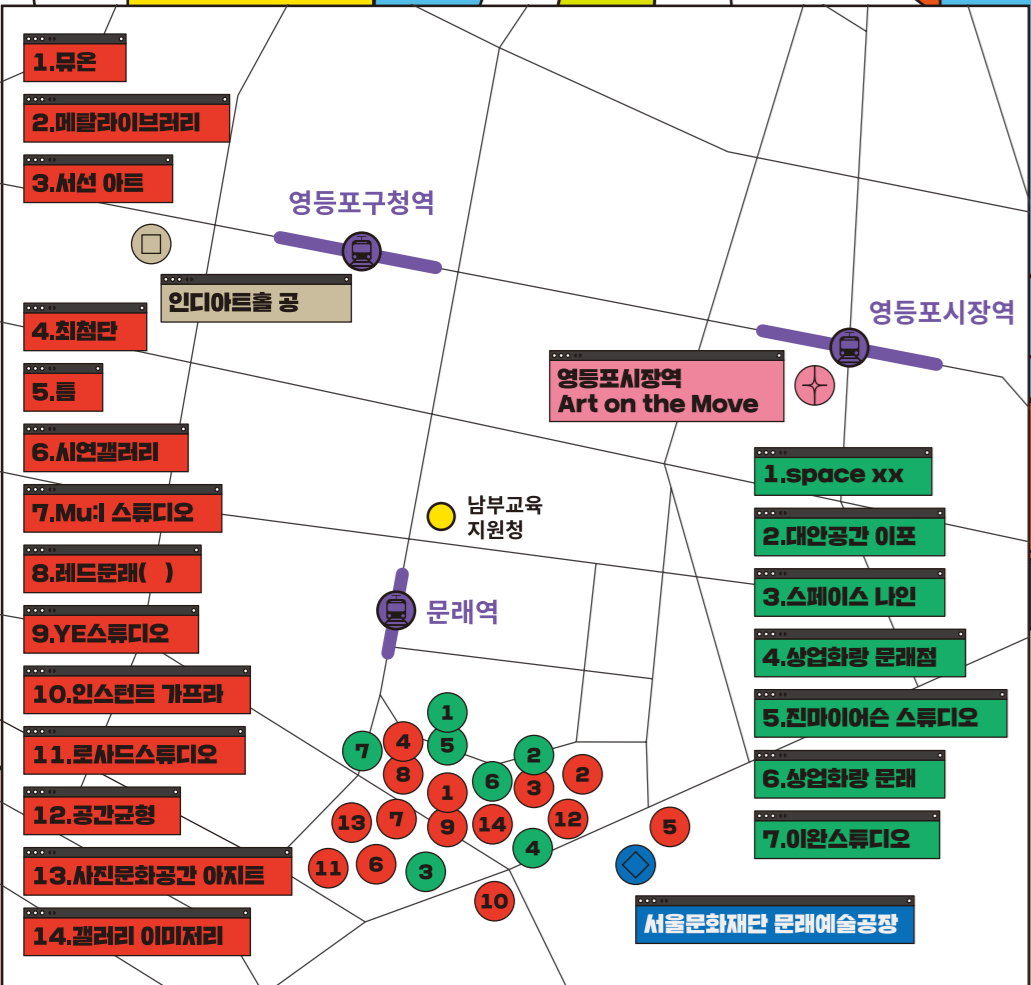 1.뮤온
2.메탈라이브러리
3.서선 아트
영등포구청역
인디아트홀 공
4.최첨단
영등포시장역
영등포시장역
Art on the Move
5.틈
6.시연갤러리
7.Mu:l 스튜디오
8.레드문래(  )
9.YE스튜디오
10.인스턴트 가프라
11.로사드스튜디오
12.공간균형
13.사진문화공간 아지트
14.갤러리 이미저리
남부교육
지원청
문래역
1.space xx
2.대안공간 이포
3.스페이스 나인
4.상업화랑 문래점
5.진마이어슨 스튜디오
6.상업화랑 문래
7.이완스튜디오
1
7
4
5
2
8
6
3
2
1
13
7
9
14
12
5
4
11
6
3
10
서울문화재단 문래예술공장